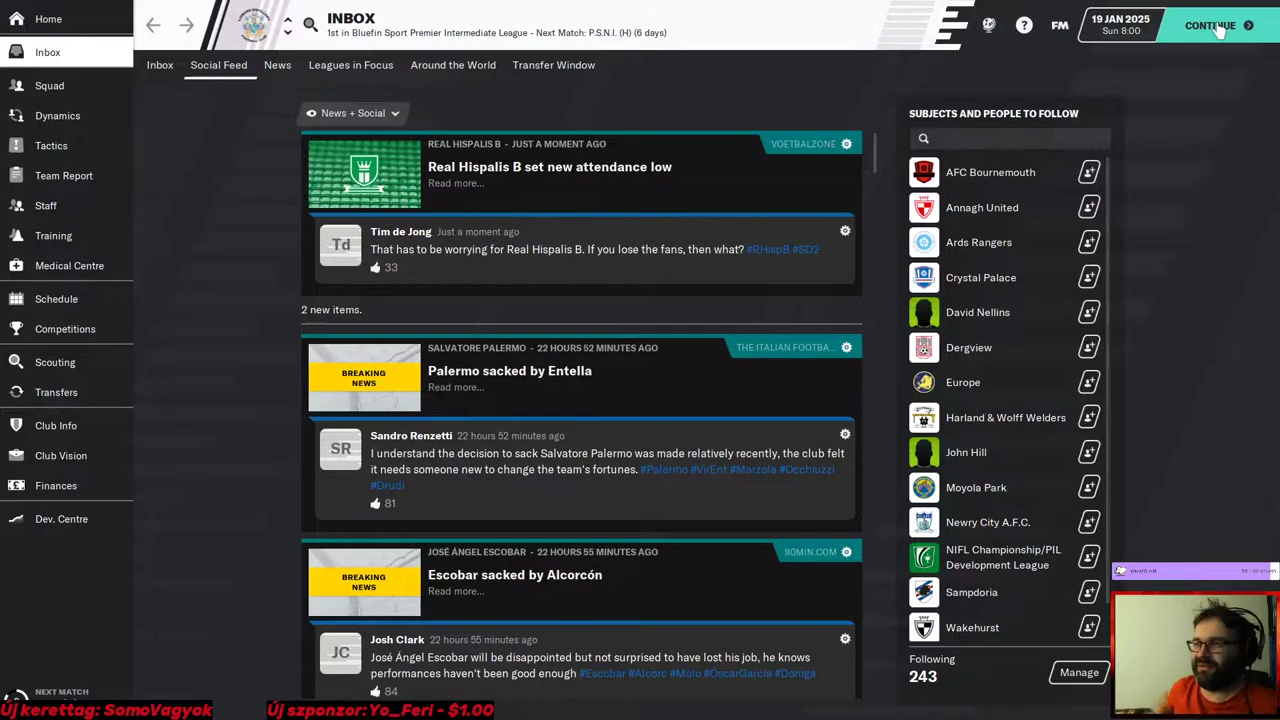 Home
INBOX
1st in Bluefin Sport Premier Intermediate League - Next Match: P.S.N.I. (H) (6 days)
FM
19 JAN 2025
Sun 8:00
CONTINUE
Inbox
Inbox
Social Feed
News
Leagues in Focus
Around the World
Transfer Window
Squad
Dynamics
Tactics
Team Report
Staff
Training
Medical Centre
Schedule
Competitions
Scouting
Transfers
Club Info
Club Vision
Finances
Dev. Centre
NEXT MATCH
News + Social
REAL HISPALIS B - JUST A MOMENT AGO
VOETBALZONE
Real Hispalis B set new attendance low
Read more...
Td
Tim de Jong Just a moment ago
That has to be worrying for Real Hispalis B. If you lose the fans, then what? #RHispB #SD2
33
2 new items.
SALVATORE PALERMO - 22 HOURS 52 MINUTES AGO
THE ITALIAN FOOTBA...
BREAKING
NEWS
Palermo sacked by Entella
Read more...
SR
Sandro Renzetti 22 hours 52 minutes ago
I understand the decision to sack Salvatore Palermo was made relatively recently, the club felt
it needs someone new to change the team's fortunes. #Palermo #VirEnt #Marzola #Occhiuzzi
#Drudi
81
JOSÉ ÁNGEL ESCOBAR - 22 HOURS 55 MINUTES AGO
90MIN.COM
BREAKING
NEWS
Escobar sacked by Alcorcón
Read more...
JC
Josh Clark 22 hours 55 minutes ago
José Ángel Escobar will be disappointed but not surprised to have lost his job, he knows
performances haven't been good enough #Escobar #Alcorc #Molo #ÓscarGarcía #Dóniga
84
SUBJECTS AND PEOPLE TO FOLLOW
AFC Bournemouth
Annagh United
Ards Rangers
Crystal Palace
David Nellins
Dergview
Europe
Harland & Wolff Welders
John Hill
Moyola Park
Newry City A.F.C.
NIFL Championship/PIL
Development League
Sampdoria
Wakehurst
Following
243
Manage
Új kerettag: SomoVagyok
Új szponzor: Yo_Feri - $1.00